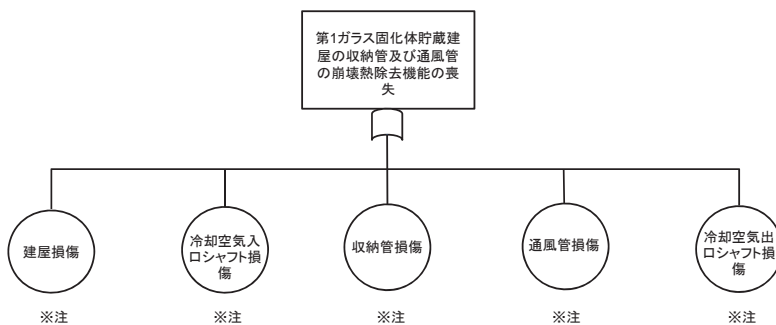 第1ガラス固化体貯蔵建
屋の収納管及び通風管
の崩壊熱除去機能の喪
失
建屋損傷
冷却空気入
口シャフト損
傷
収納管損傷
通風管損傷
冷却空気出
口シャフト損
傷
※注
※注
※注
※注
※注